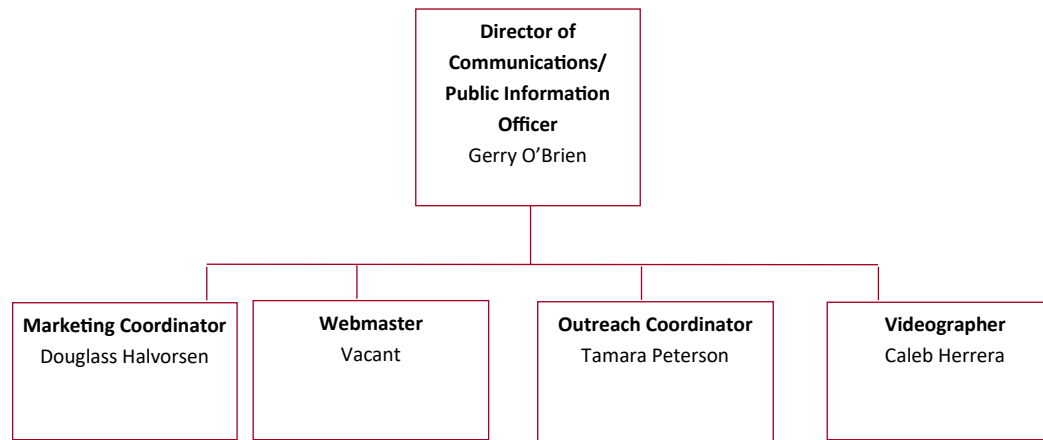 Director of
Communications/
Public Information
Officer
Gerry O’Brien
Marketing Coordinator
Douglass Halvorsen
Webmaster
Vacant
Outreach Coordinator
Tamara Peterson
Videographer
Caleb Herrera